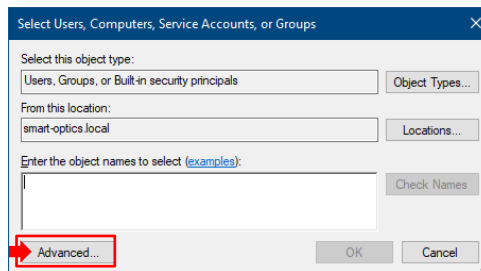 Select Users, Computers, Service Accounts, or Groups
Select this object type:
Users, Groups, or Built-in security principals
Object Types...
From this location:
smart-optics.local
Locations...
Enter the object names to select (examples):
Check Names
Advanced...
OK
Cancel